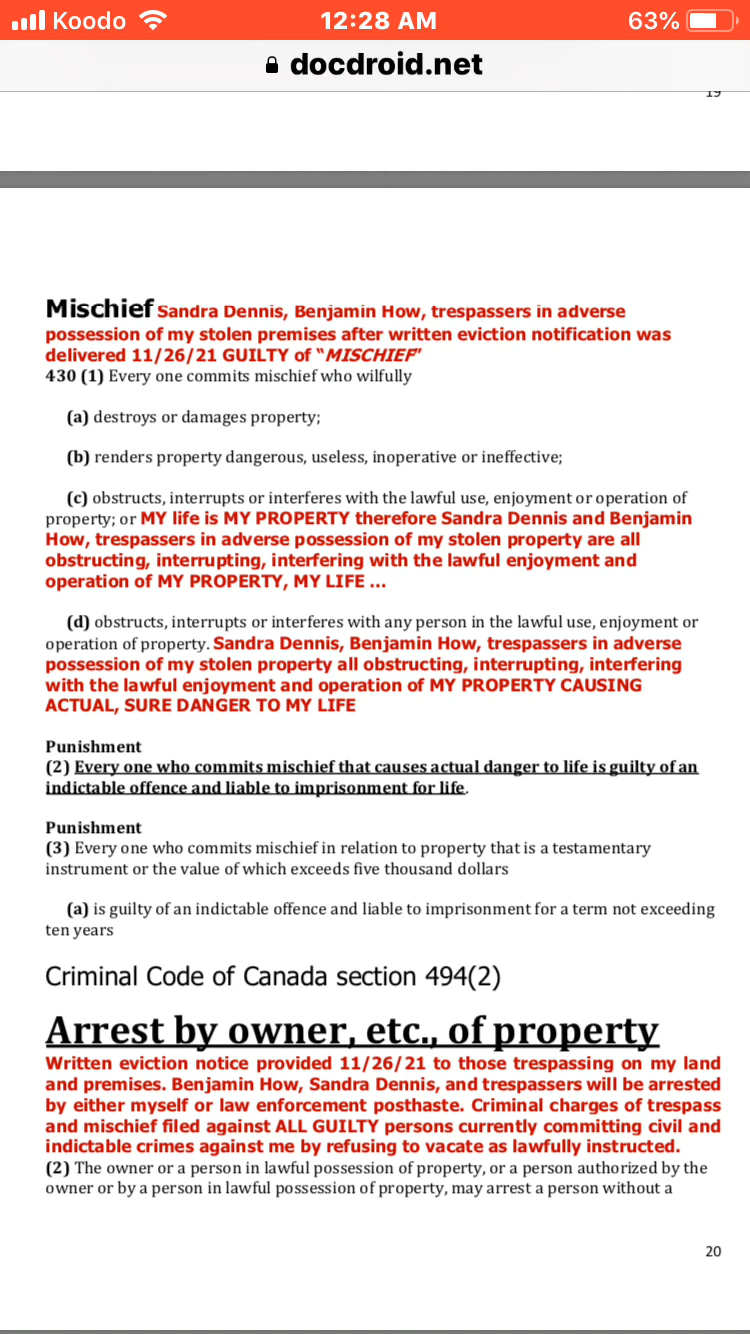 Koodo 12:28 AM 63%
docdroid.net
19
Mischief Sandra Dennis, Benjamin How, trespassers in adverse
possession of my stolen premises after written eviction notification was
delivered 11/26/21 GUILTY of “MISCHIEF”
430 (1) Every one commits mischief who wilfully
(a) destroys or damages property;
(b) renders property dangerous, useless, inoperative or ineffective;
(c) obstructs, interrupts or interferes with the lawful use, enjoyment or operation of
property; or MY life is MY PROPERTY therefore Sandra Dennis and Benjamin
How, trespassers in adverse possession of my stolen property are all
obstructing, interrupting, interfering with the lawful enjoyment and
operation of MY PROPERTY, MY LIFE ...
(d) obstructs, interrupts or interferes with any person in the lawful use, enjoyment or
operation of property. Sandra Dennis, Benjamin How, trespassers in adverse
possession of my stolen property all obstructing, interrupting, interfering
with the lawful enjoyment and operation of MY PROPERTY CAUSING
ACTUAL, SURE DANGER TO MY LIFE
Punishment
(2) Every one who commits mischief that causes actual danger to life is guilty of an
indictable offence and liable to imprisonment for life.
Punishment
(3) Every one who commits mischief in relation to property that is a testamentary
instrument or the value of which exceeds five thousand dollars
(a) is guilty of an indictable offence and liable to imprisonment for a term not exceeding
ten years
Criminal Code of Canada section 494(2)
Arrest by owner, etc., of property
Written eviction notice provided 11/26/21 to those trespassing on my land
and premises. Benjamin How, Sandra Dennis, and trespassers will be arrested
by either myself or law enforcement posthaste. Criminal charges of trespass
and mischief filed against ALL GUILTY persons currently committing civil and
indictable crimes against me by refusing to vacate as lawfully instructed.
(2) The owner or a person in lawful possession of property, or a person authorized by the
owner or by a person in lawful possession of property, may arrest a person without a
20